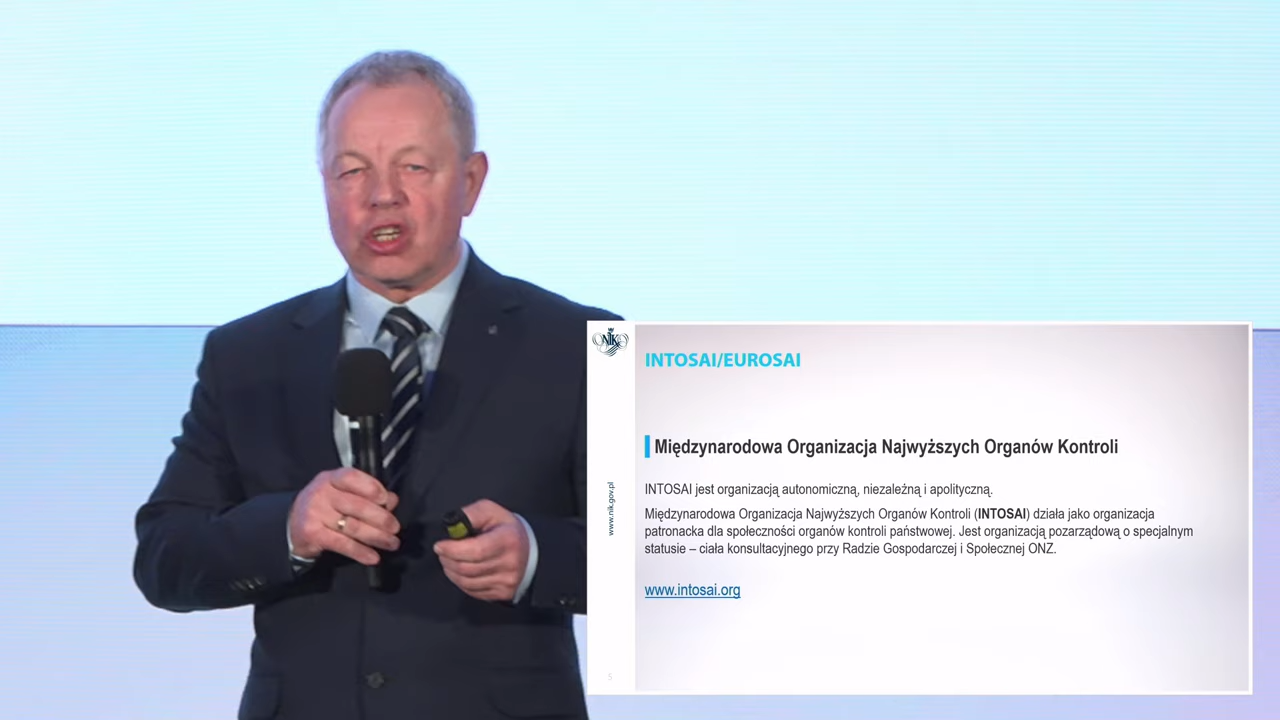 NIK
INTOSAI/EUROSAI
Międzynarodowa Organizacja Najwyższych Organów Kontroli
INTOSAI jest organizacją autonomiczną, niezależną i apolityczną.
Międzynarodowa Organizacja Najwyższych Organów Kontroli (INTOSAI) działa jako organizacja
patronacka dla społeczności organów kontroli państwowej. Jest organizacją pozarządową o specjalnym
statusie – ciała konsultacyjnego przy Radzie Gospodarczej i Społecznej ONZ.
www.intosai.org
www.nik.gov.pl
5